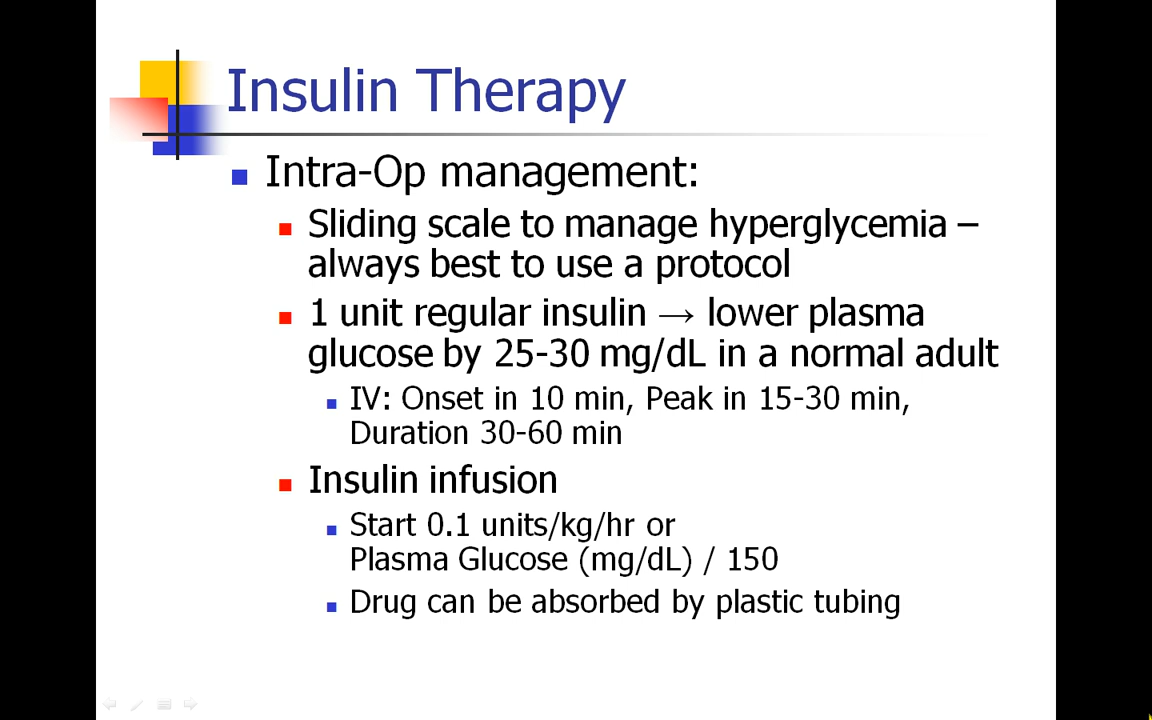 Insulin Therapy
Intra-Op management:
Sliding scale to manage hyperglycemia –
always best to use a protocol
1 unit regular insulin → lower plasma
glucose by 25-30 mg/dL in a normal adult
IV: Onset in 10 min, Peak in 15-30 min,
Duration 30-60 min
Insulin infusion
Start 0.1 units/kg/hr or
Plasma Glucose (mg/dL) / 150
Drug can be absorbed by plastic tubing